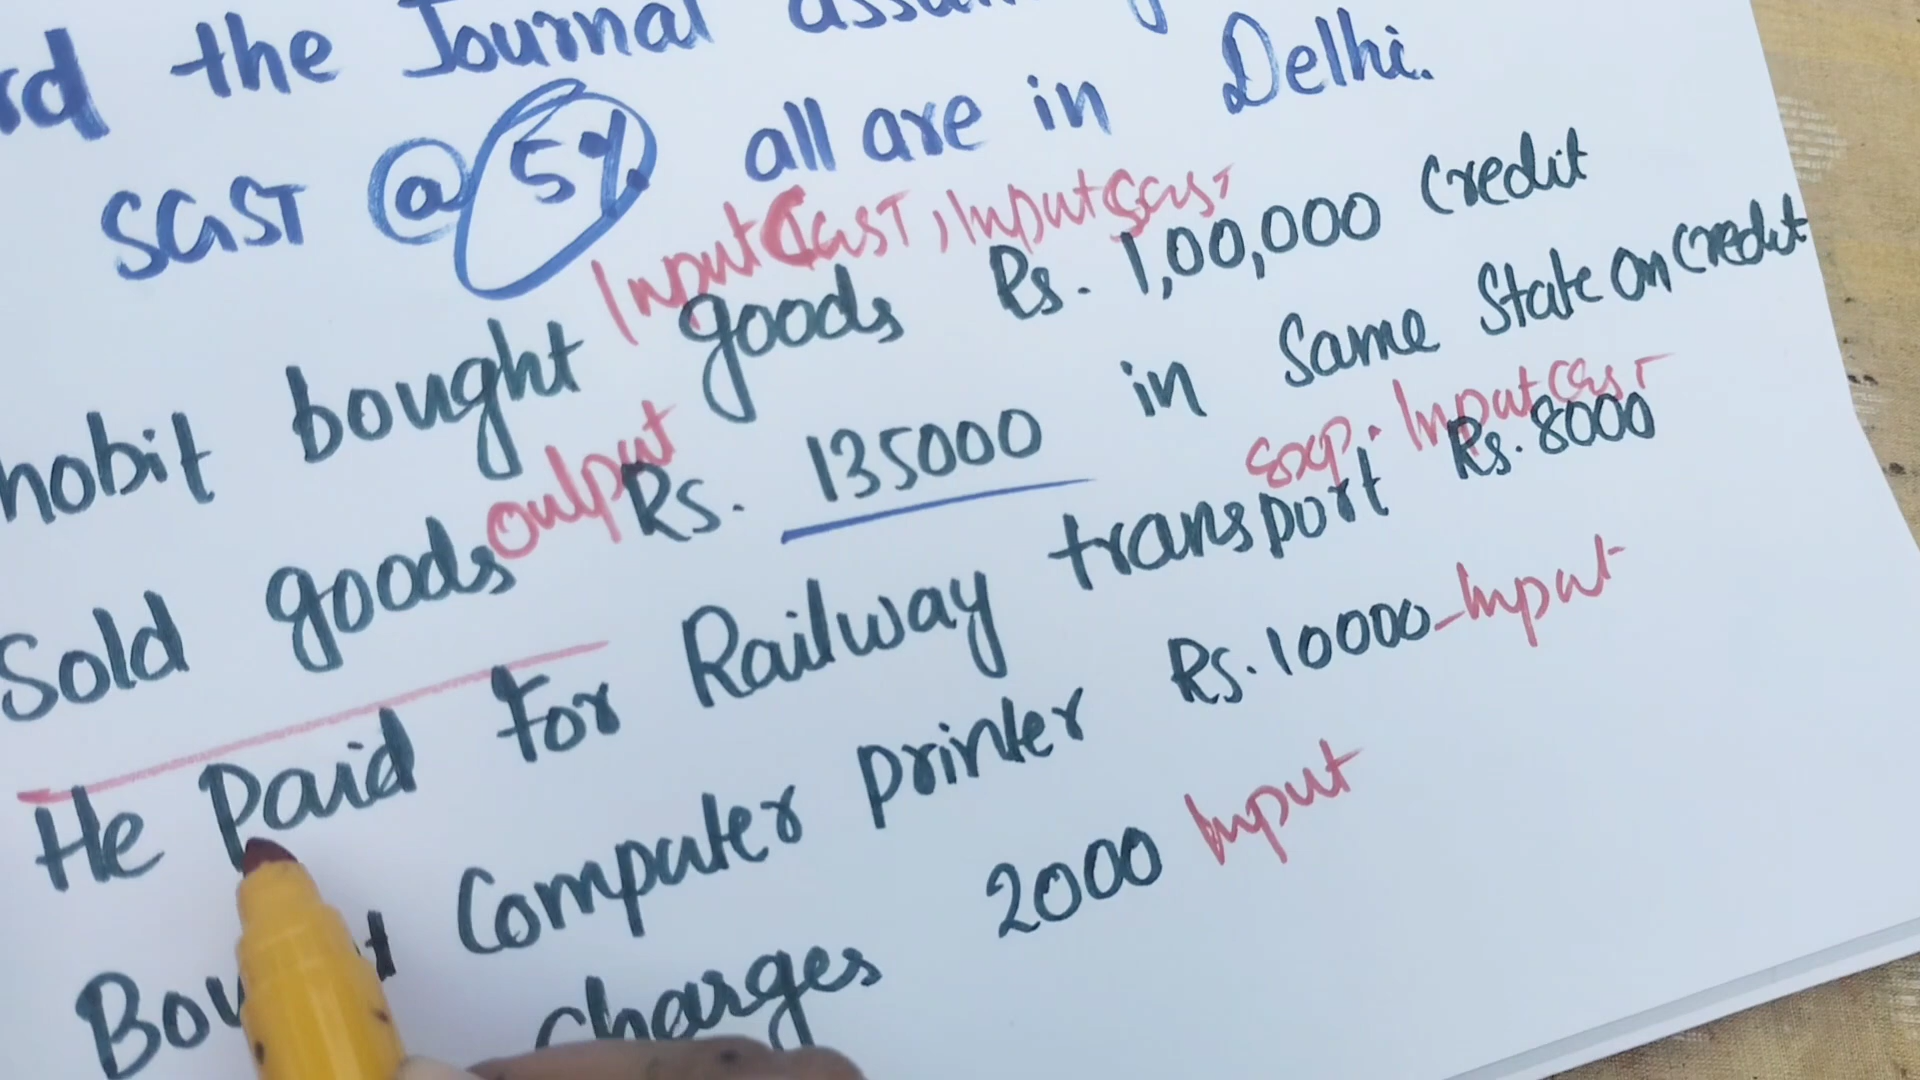 the Journal
SGST @ 5% all are in Delhi.
Input CGST, Input SGST
bought goods Rs. 1,00,000 Credit
output
Sold goods Rs. 135000 in Same State on credit
Exp. Input CGST
He Paid For Railway transport Rs. 8000
Computer printer Rs. 10000 - Input
charges 2000 Input